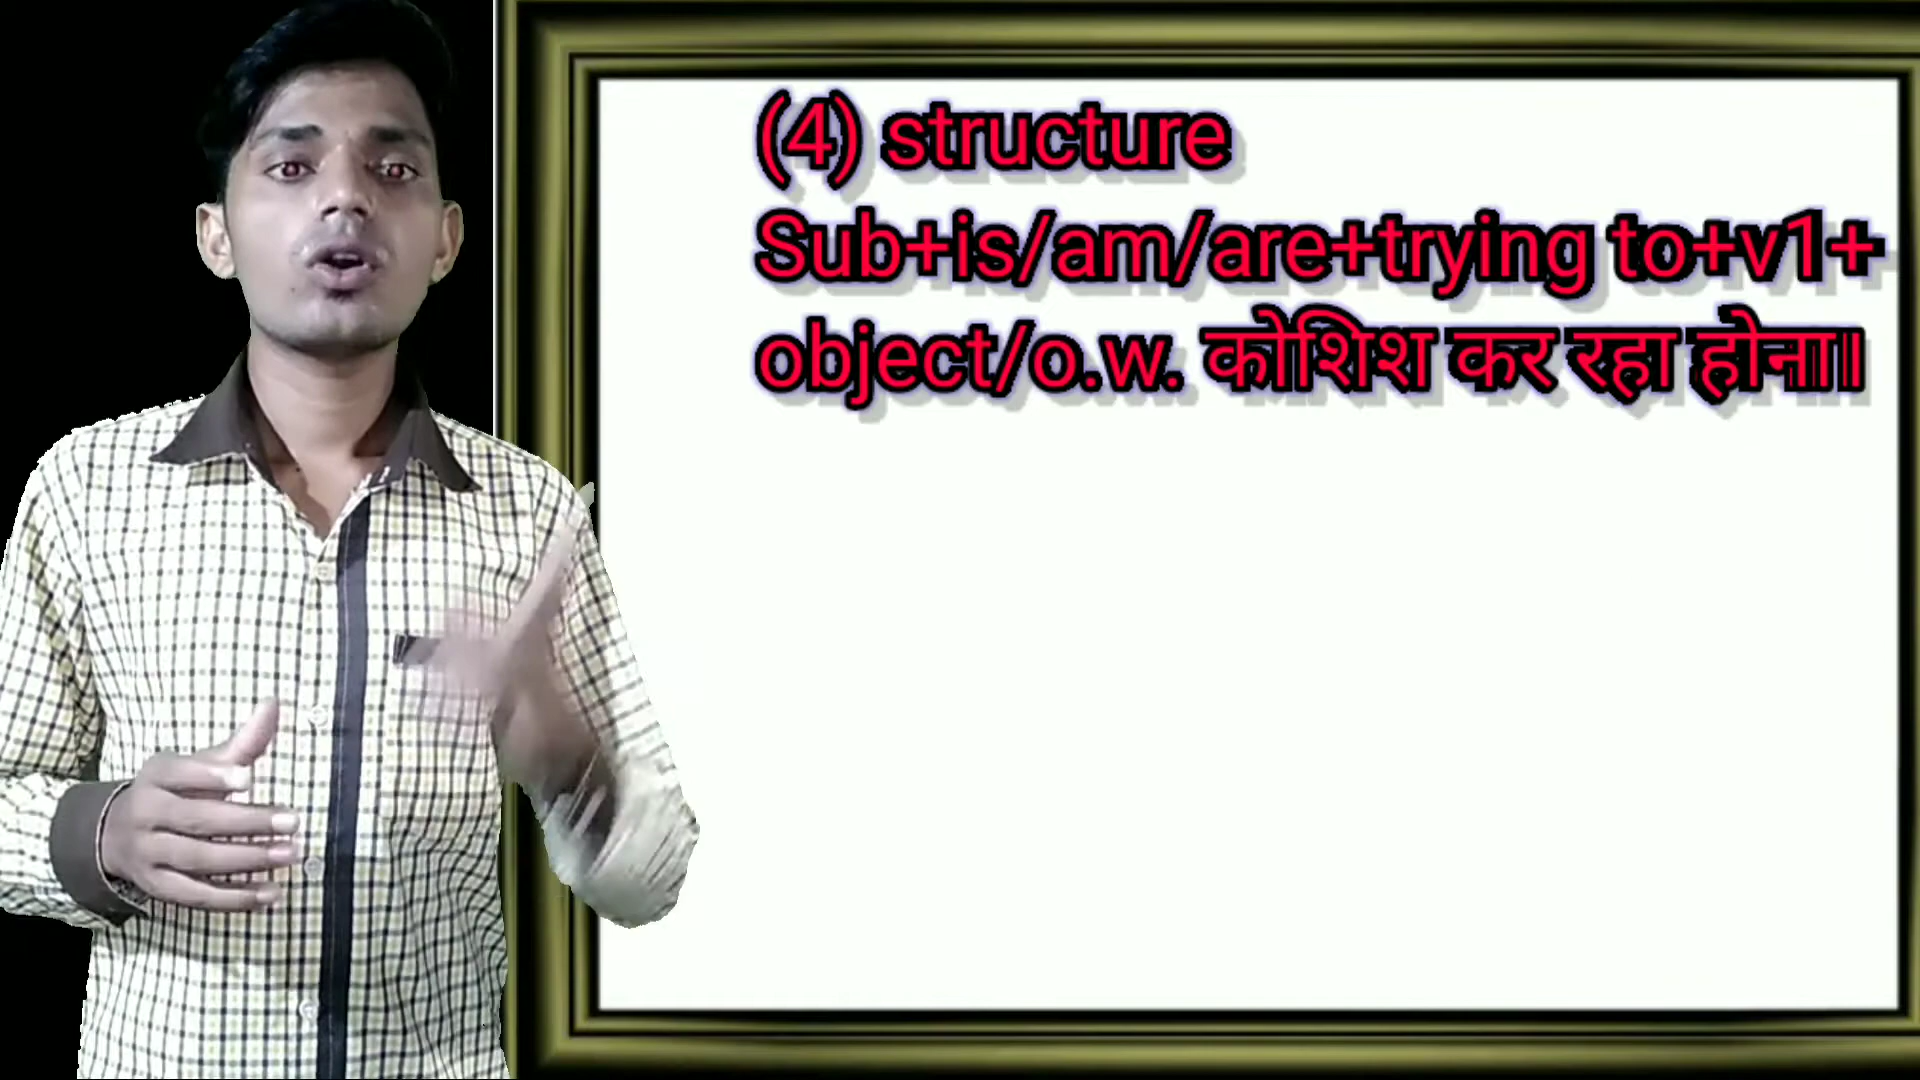 (4) structure
Sub+is/am/are+trying to+v1+
object/o.w. कोशिश कर रहा होना॥